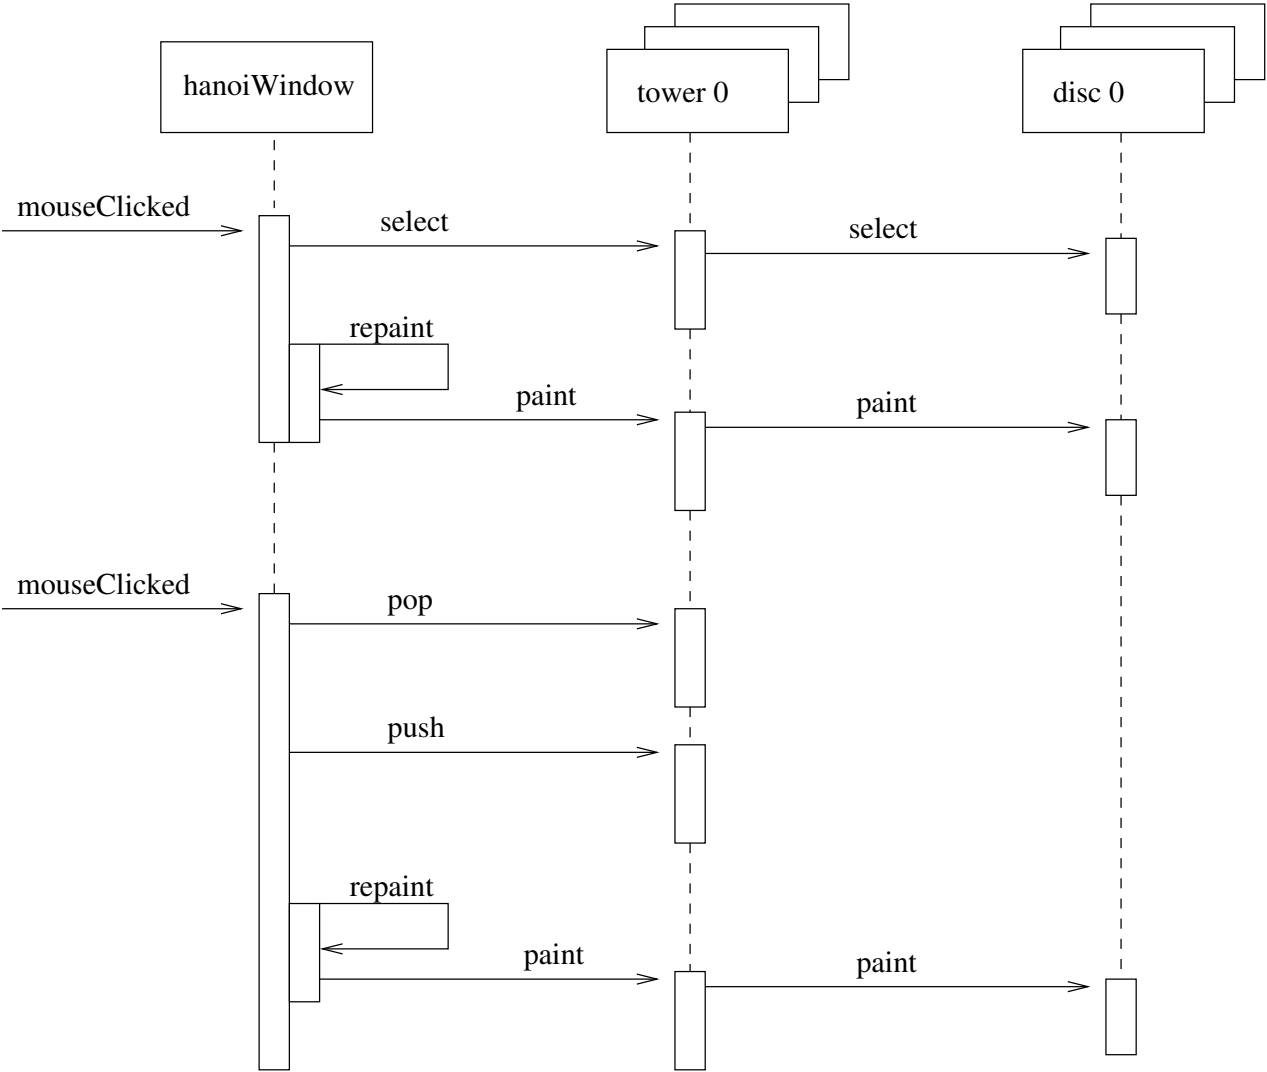 hanoiWindow
tower 0
disc 0
mouseClicked
select
select
repaint
paint
paint
mouseClicked
pop
push
repaint
paint
paint